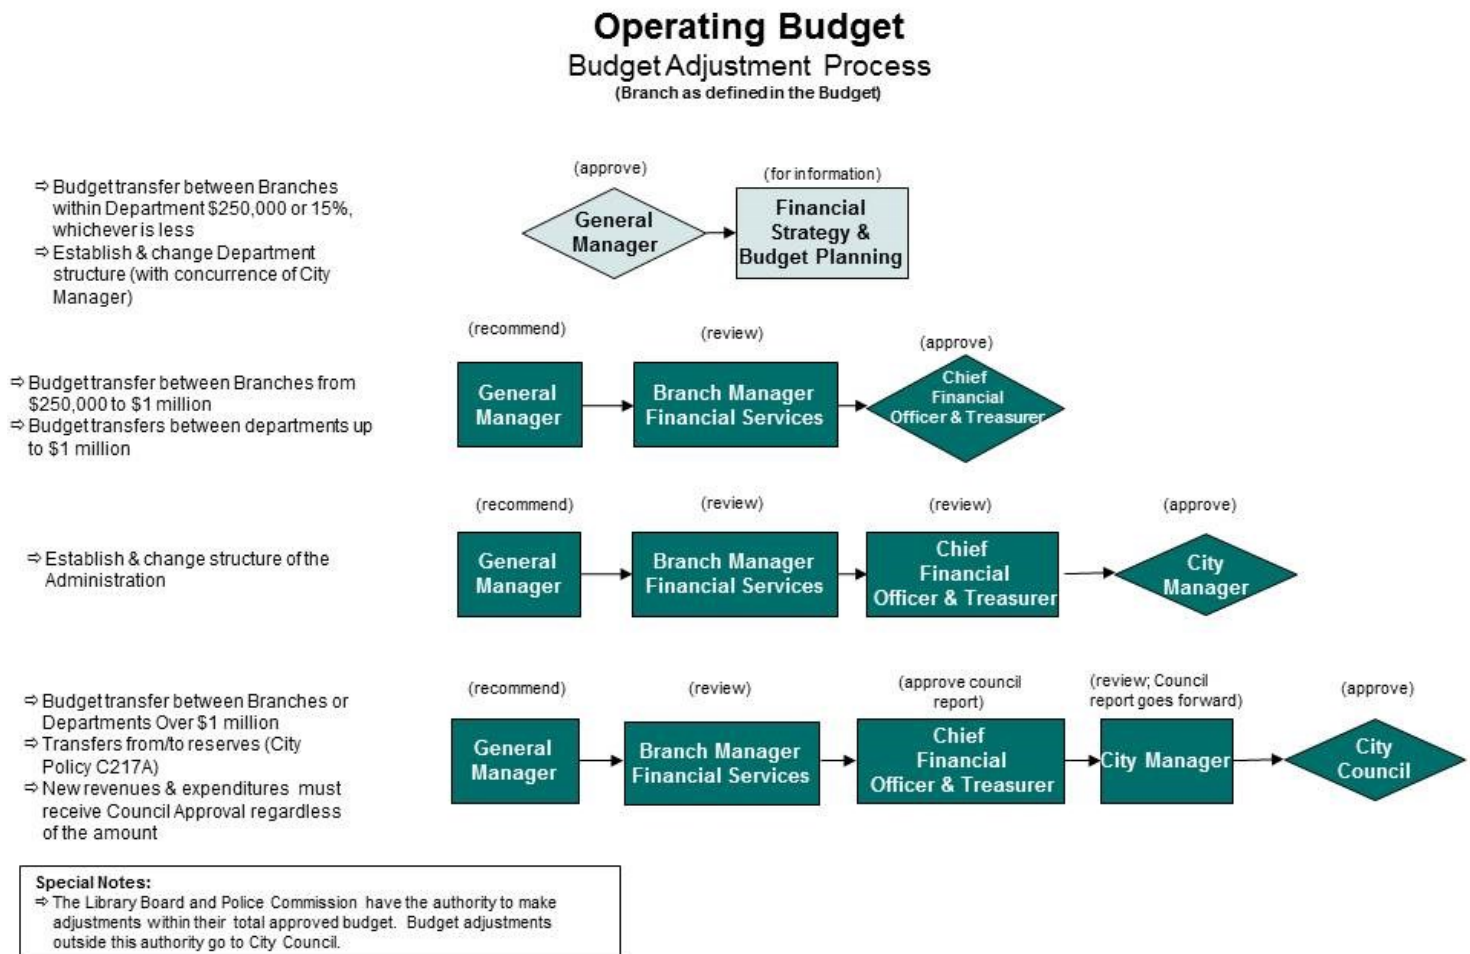 Operating Budget
Budget Adjustment Process
(Branch as defined in the Budget)
⇨ Budget transfer between Branches
within Department $250,000 or 15%,
whichever is less
⇨ Establish & change Department
structure (with concurrence of City
Manager)
(approve)
General
Manager
(for information)
Financial
Strategy &
Budget Planning
⇨ Budget transfer between Branches from
$250,000 to $1 million
⇨ Budget transfers between departments up
to $1 million
(recommend)
General
Manager
(review)
Branch Manager
Financial Services
(approve)
Chief
Financial
Officer & Treasurer
⇨ Establish & change structure of the
Administration
(recommend)
General
Manager
(review)
Branch Manager
Financial Services
(review)
Chief
Financial
Officer & Treasurer
(approve)
City
Manager
⇨ Budget transfer between Branches or
Departments Over $1 million
⇨ Transfers from/to reserves (City
Policy C217A)
⇨ New revenues & expenditures must
receive Council Approval regardless
of the amount
(recommend)
General
Manager
(review)
Branch Manager
Financial Services
(approve council
report)
Chief
Financial
Officer & Treasurer
(review; Council
report goes forward)
City Manager
(approve)
City
Council
Special Notes:
⇨ The Library Board and Police Commission have the authority to make
adjustments within their total approved budget. Budget adjustments
outside this authority go to City Council.